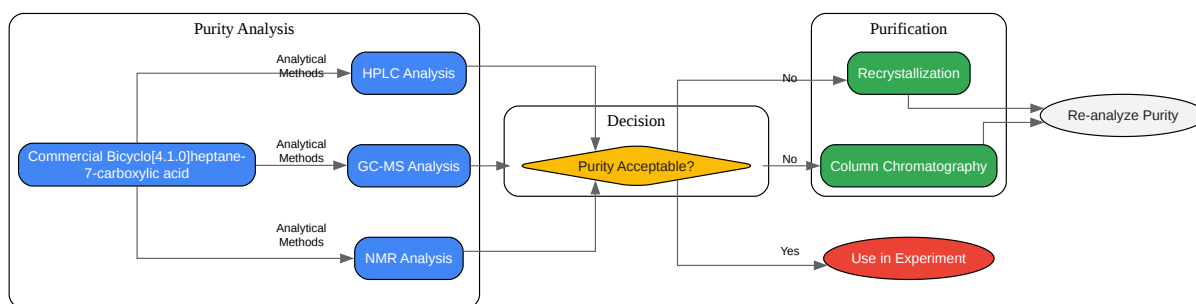 Purity Analysis
Analytical
Methods
HPLC Analysis
Commercial Bicyclo[4.1.0]heptane-
7-carboxylic acid
Analytical
Methods
GC-MS Analysis
Analytical
Methods
NMR Analysis
Decision
Purity Acceptable?
No
No
Yes
Purification
Recrystallization
Column Chromatography
Re-analyze Purity
Use in Experiment